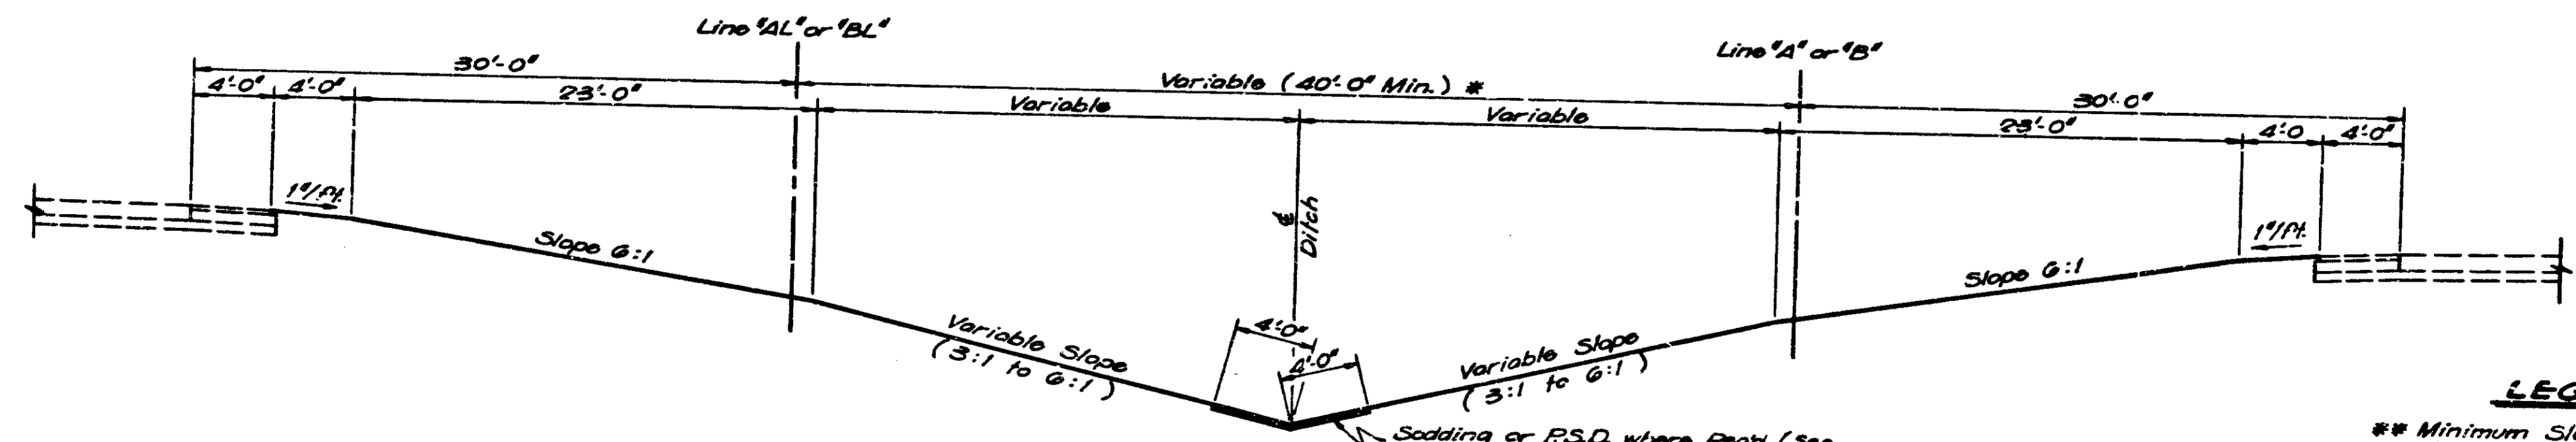 Line "AL" or "BL"
Line "A" or "B"
30'-0"
Variable (40'-0" Min.) *
30'-0"
4'-0" 4'-0" 23'-0" Variable Variable 23'-0" 4'-0 4'-0"
1"/Ft.
1"/Ft.
℄ Ditch
Slope 6:1
Slope 6:1
Variable Slope
(3:1 to 6:1)
4'-0"
4'-0"
Variable Slope
(3:1 to 6:1)
LEG
Sodding or P.S.D. where Req'd (See
** Minimum Sl